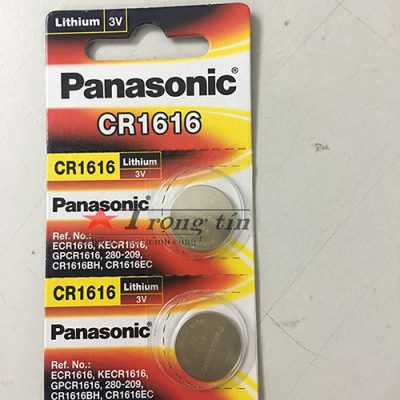 Lithium 3V
Panasonic®
CR1616
CR1616 Lithium 3V
Panasonic
Trọng tín
Ref. No.:
ECR1616, KECR1616,
GPCR1616, 280-209,
CR1616BH, CR1616EC
CR1616 Lithium 3V
Panasonic
Ref. No.:
ECR1616, KECR1616,
GPCR1616, 280-209,
CR1616BH, CR1616EC